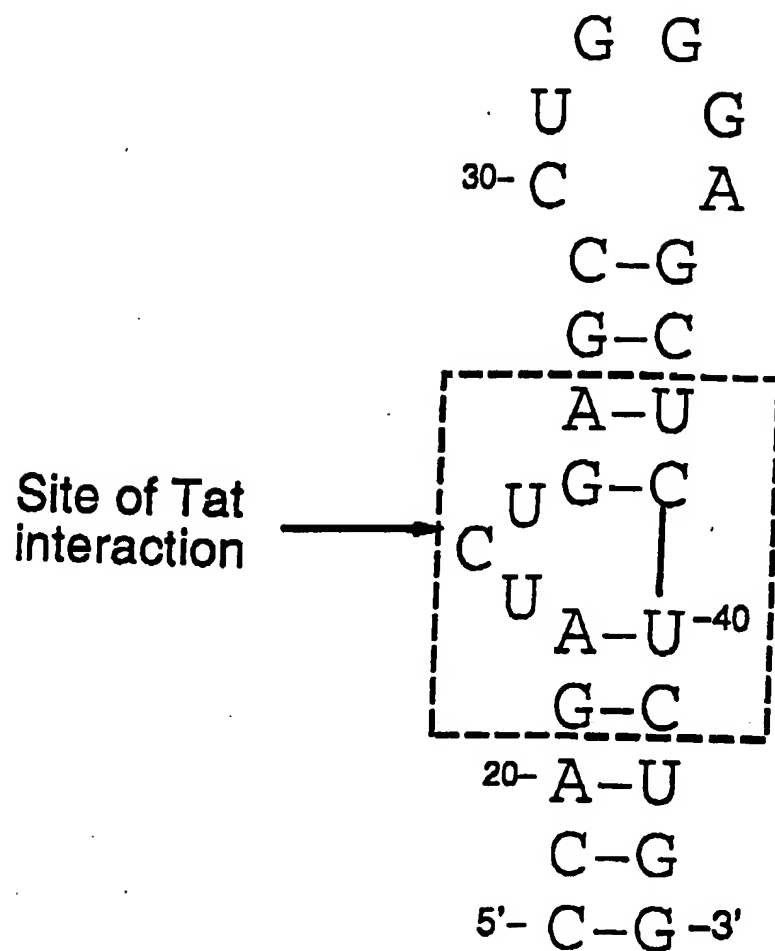 G G
U G
30- C A
C–G
G–C
A–U
U G–C
Site of Tat
interaction
C
U A–U -40
G–C
20- A–U
C–G
5'- C–G -3'